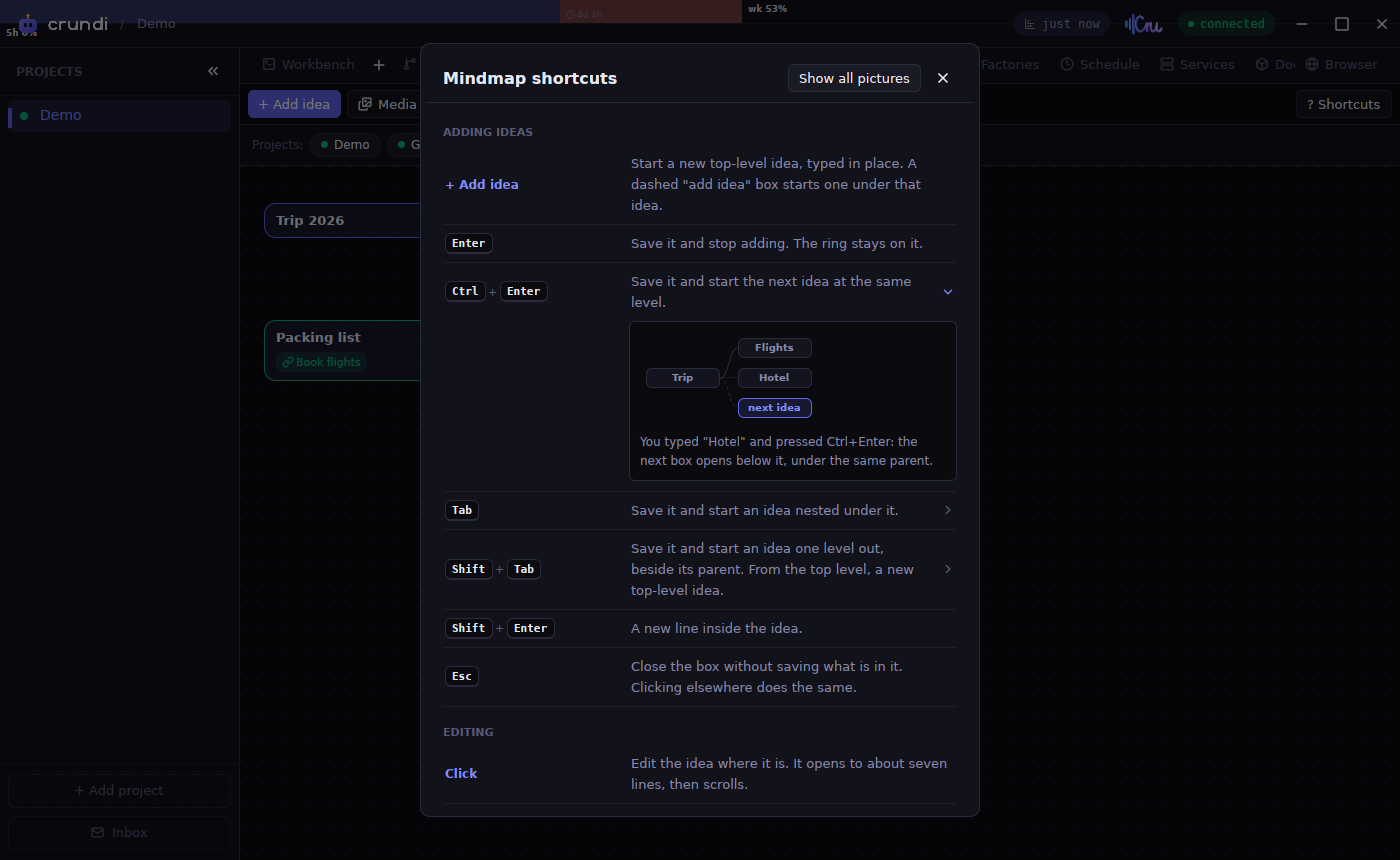 5h 0%
4d 4h
wk 53%
crundi / Demo
just now
Cru
connected
PROJECTS
Workbench
Factories
Schedule
Services
Doc
Browser
Demo
+ Add idea
Media
? Shortcuts
Projects:
Demo
G
Trip 2026
Packing list
Book flights
+ Add project
Inbox
Mindmap shortcuts
Show all pictures
ADDING IDEAS
+ Add idea
Start a new top-level idea, typed in place. A
dashed "add idea" box starts one under that
idea.
Enter
Save it and stop adding. The ring stays on it.
Ctrl + Enter
Save it and start the next idea at the same
level.
Flights
Trip
Hotel
next idea
You typed "Hotel" and pressed Ctrl+Enter: the
next box opens below it, under the same parent.
Tab
Save it and start an idea nested under it.
Shift + Tab
Save it and start an idea one level out,
beside its parent. From the top level, a new
top-level idea.
Shift + Enter
A new line inside the idea.
Esc
Close the box without saving what is in it.
Clicking elsewhere does the same.
EDITING
Click
Edit the idea where it is. It opens to about seven
lines, then scrolls.